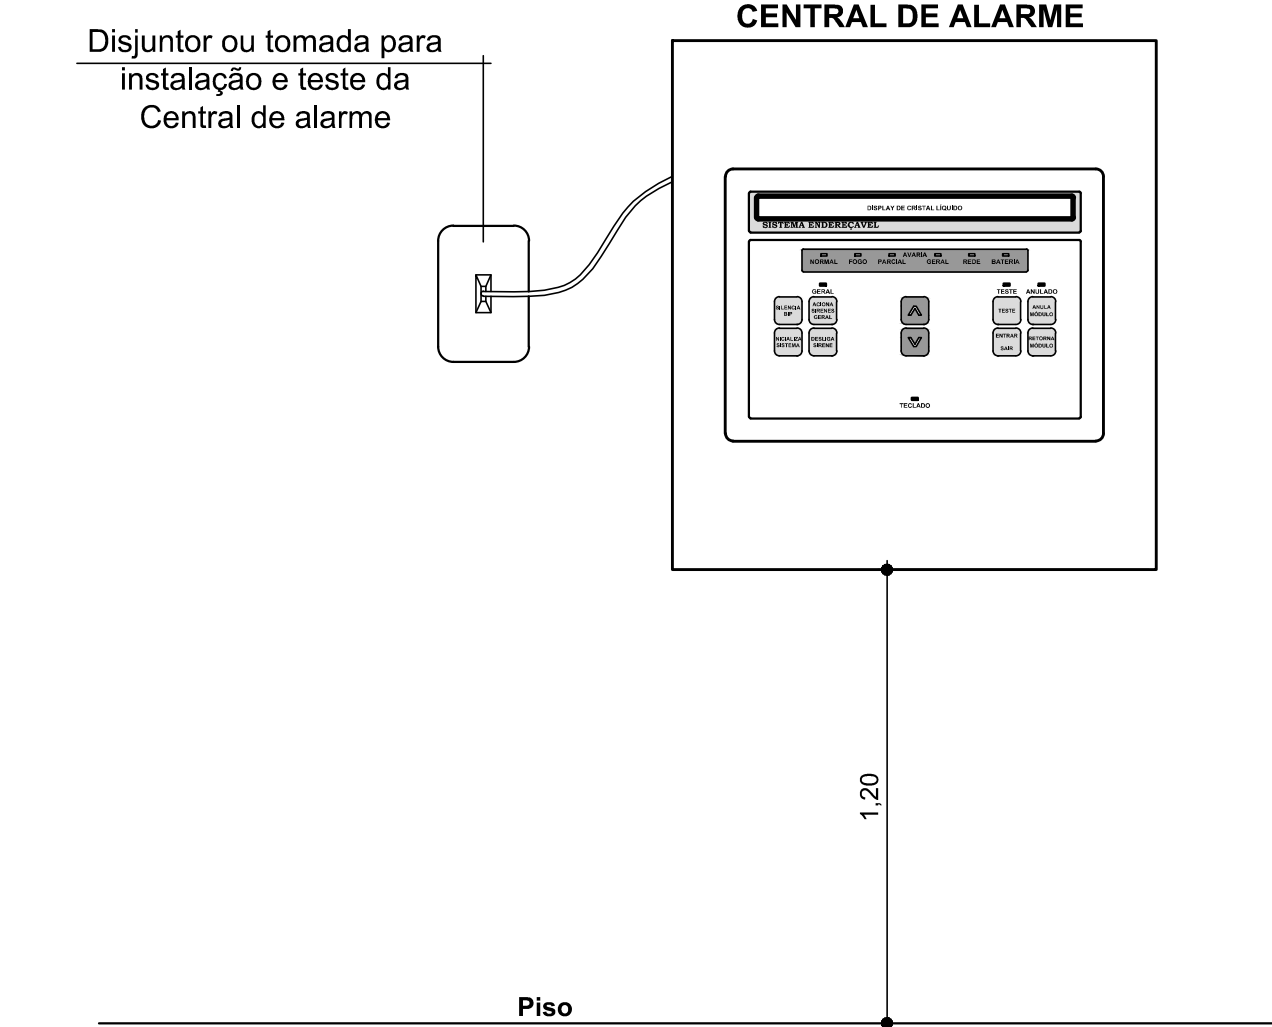 CENTRAL DE ALARME
Disjuntor ou tomada para
instalação e teste da
Central de alarme
DISPLAY DE CRISTAL LÍQUIDO
SISTEMA ENDEREÇAVEL
AVARIA
NORMAL FOGO PARCIAL GERAL REDE BATERIA
GERAL
TESTE ANULADO
SILENCIA
BIP
ACIONA
SIRENES
GERAL
TESTE
ANULA
MÓDULO
NICIALIZA
SISTEMA
DESLIGA
SIRENE
ENTRAR
SAIR
RETORNA
MÓDULO
TECLADO
1,20
Piso